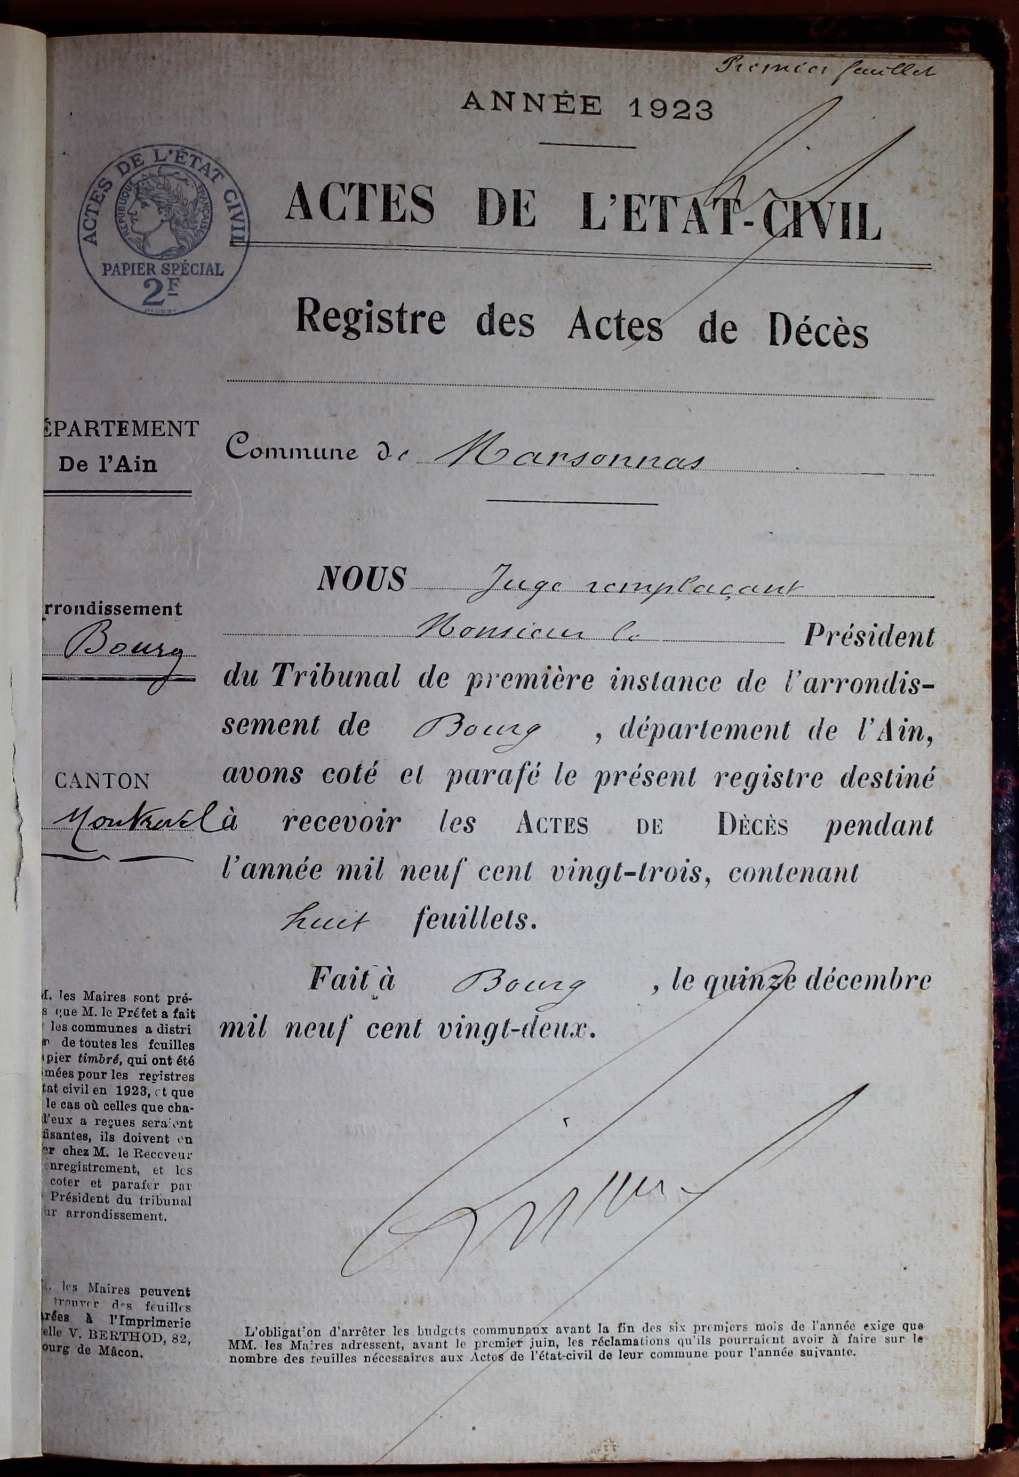 Premier feuillet
ANNÉE 1923
ACTES DE L'ÉTAT CIVIL
RÉPUBLIQUE FRANÇAISE
PAPIER SPÉCIAL
2F
ACTES DE L'ETAT-CIVIL
Registre des Actes de Décès
ÉPARTEMENT
De l'Ain
Commune de Marsonnas
NOUS Juge remplaçant
Monsieur le Président
du Tribunal de première instance de l'arrondis-
sement de Bourg, département de l'Ain,
avons coté et parafé le présent registre destiné
à recevoir les ACTES DE DÈCÈS pendant
l'année mil neuf cent vingt-trois, contenant
huit feuillets.
Fait à Bourg, le quinze décembre
mil neuf cent vingt-deux.
rrondissement
Bourg
CANTON
Montrevel
M. les Maires sont pré-
s que M. le Préfet a fait
les communes a distri
de toutes les feuilles
pier timbré, qui ont été
mées pour les registres
tat civil en 1923, et que
le cas où celles que cha-
d'eux a reçues seraient
fisantes, ils doivent en
er chez M. le Receveur
enregistrement, et les
coter et parafer par
Président du tribunal
ur arrondissement.
les Maires peuvent
trouver des feuilles
rées à l'Imprimerie
elle V. BERTHOD, 82,
ourg de Mâcon.
L'obligation d'arrêter les budgets communaux avant la fin des six premiers mois de l'année exige que
MM. les Maires adressent, avant le premier juin, les réclamations qu'ils pourraient avoir à faire sur le
nombre des feuilles nécessaires aux Actes de l'état-civil de leur commune pour l'année suivante.